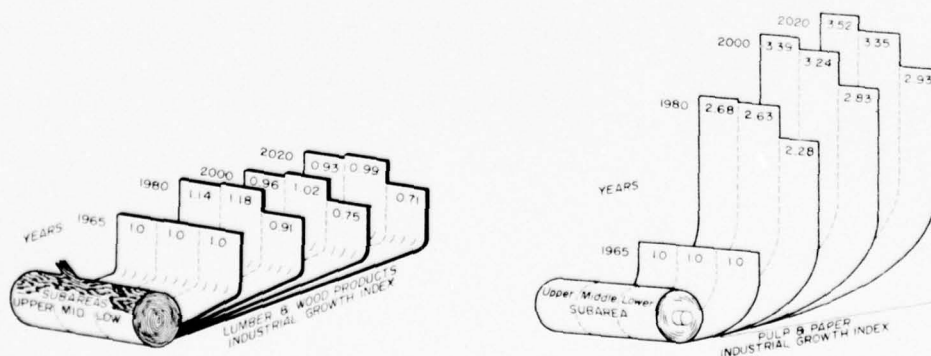 2020
0.93 0.99 0.71
2000
0.96 1.02 0.75
1980
1.14 1.18 0.91
1965
1.0 1.0 1.0
YEARS
SUBAREAS
UPPER MID LOW
LUMBER & WOOD PRODUCTS
INDUSTRIAL GROWTH INDEX
2020
3.52 3.35 2.93
2000
3.39 3.24 2.83
1980
2.68 2.63 2.28
YEARS
1965
1.0 1.0 1.0
Upper Middle Lower
SUBAREA
PULP & PAPER
INDUSTRIAL GROWTH INDEX